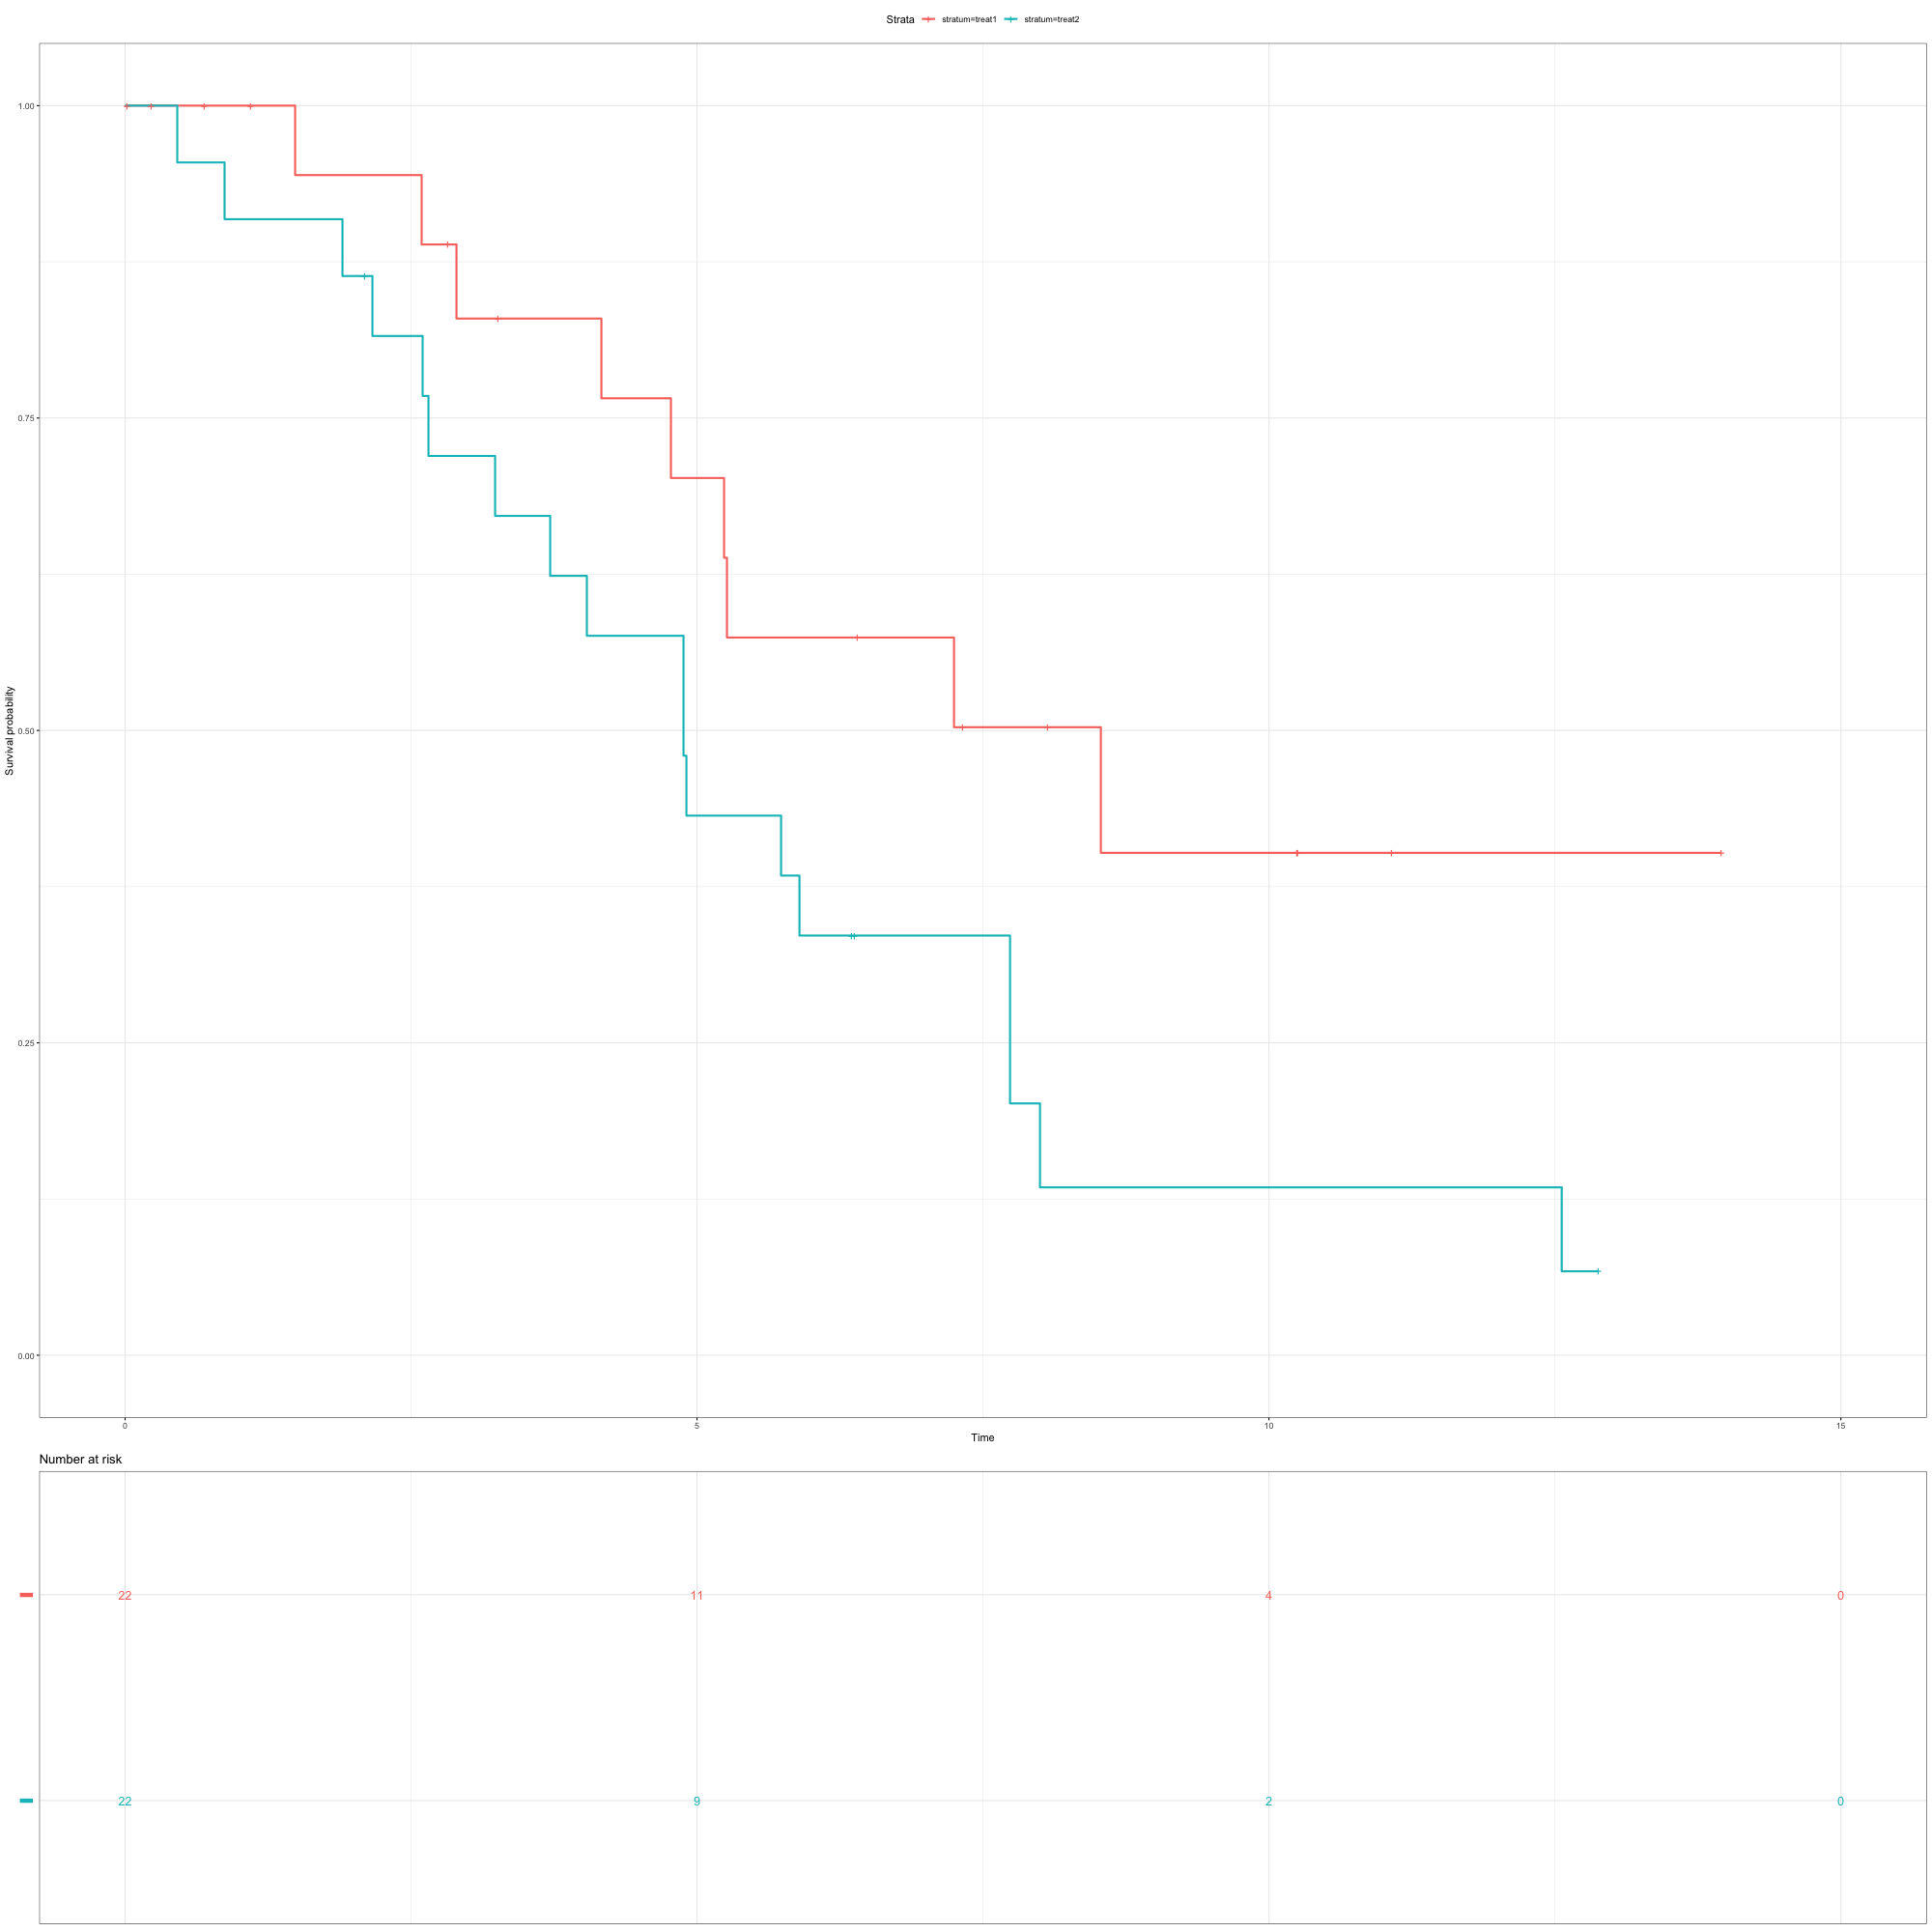 Strata stratum=treat1 stratum=treat2
1.00
0.75
0.50
0.25
0.00
Survival probability
0 5 10 15
Time
Number at risk
22 11 4 0
22 9 2 0